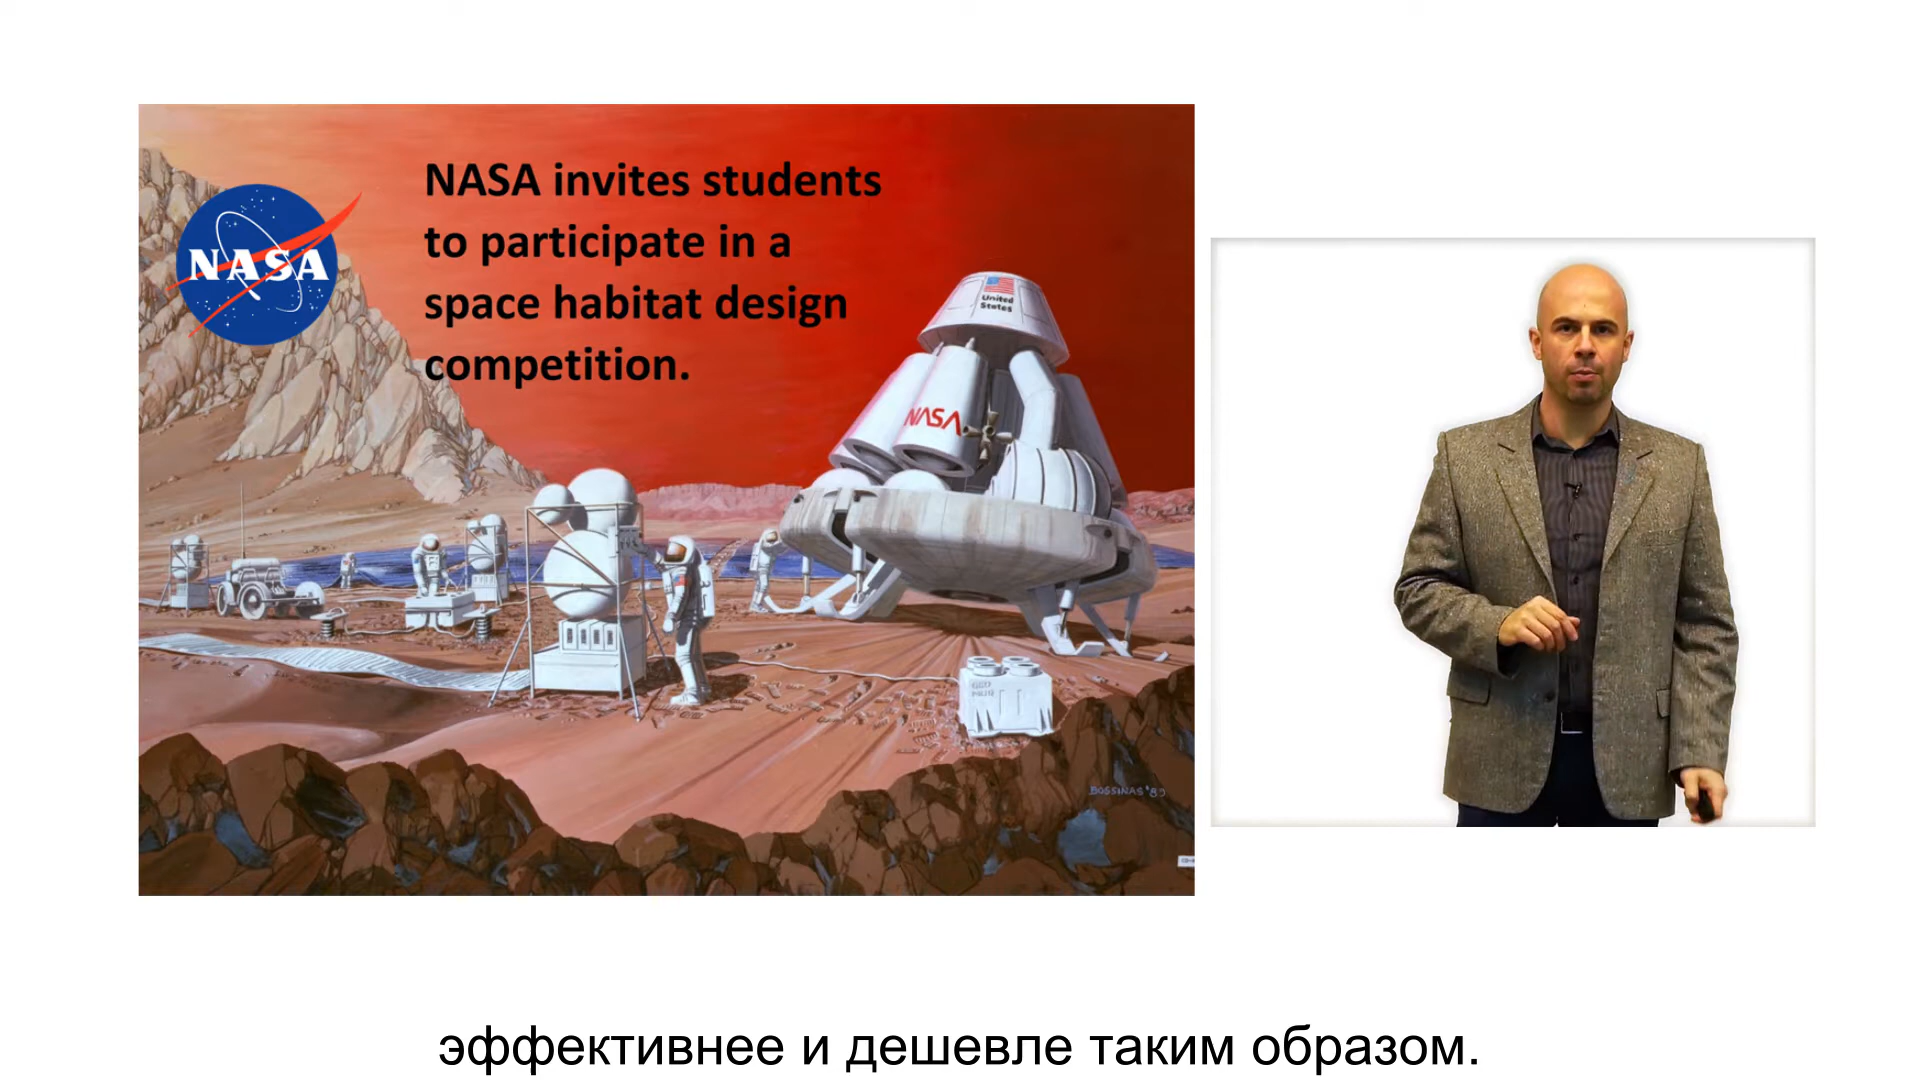 NASA invites students
to participate in a
space habitat design
competition.
NASA
United
States
NASA
BOSSINAS '89
эффективнее и дешевле таким образом.